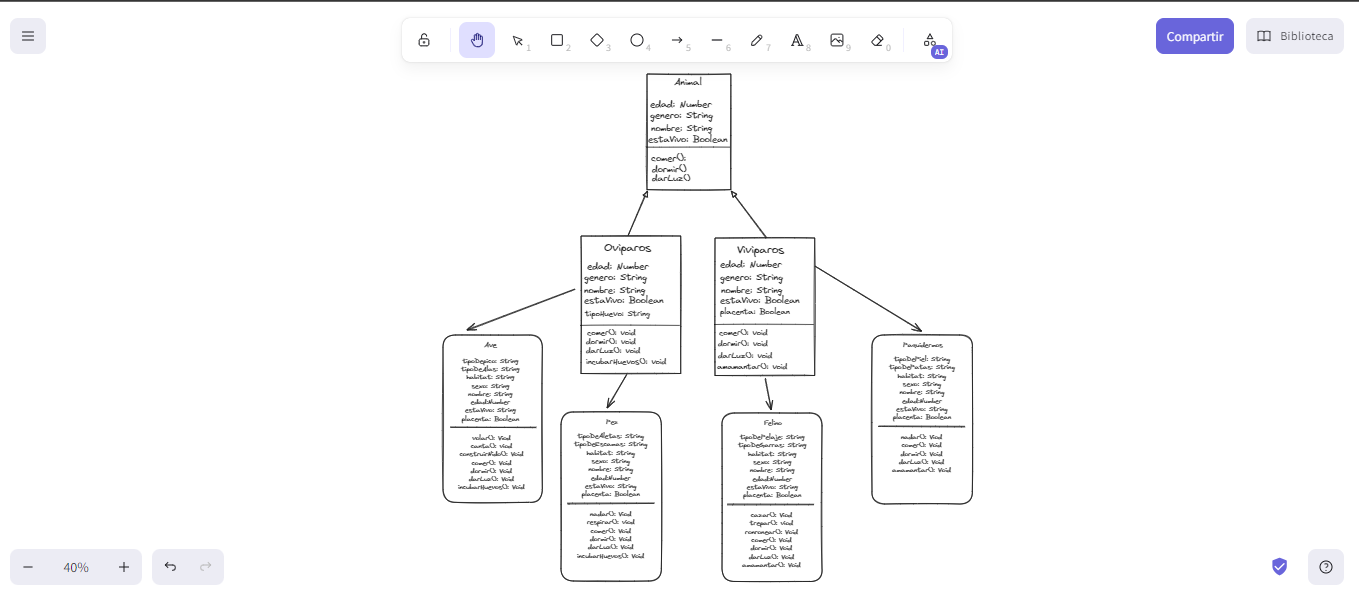 1
2
3
4
5
6
7
8
9
0
AI
Compartir
Biblioteca
Animal
edad: Number
genero: String
nombre: String
estaVivo: Boolean
comer():
dormir()
darLuz()
Oviparos
edad: Number
genero: String
nombre: String
estaVivo: Boolean
tipoHuevo: String
comer(): void
dormir(): void
darLuz(): void
incubarHuevos(): void
Viviparos
edad: Number
genero: String
nombre: String
estaVivo: Boolean
placenta: Boolean
comer(): void
dormir(): void
darLuz(): void
amamantar(): void
Ave
tipoDepico: String
tipoDeAlas: String
habitat: String
sexo: String
nombre: String
edad:Number
estaVivo: String
placenta: Boolean
volar(): Void
canta(): Void
construirNido(): Void
comer(): Void
dormir(): Void
darLuz(): Void
incubarHuevos(): Void
Pez
tipoDeAletas: String
tipoDeEscamas: String
habitat: String
sexo: String
nombre: String
edad:Number
estaVivo: String
placenta: Boolean
nadar(): Void
respirar(): Void
comer(): Void
dormir(): Void
darLuz(): Void
incubarHuevos(): Void
Felino
tipoDePelaje: String
tipoDeGarras: String
habitat: String
sexo: String
nombre: String
edad:Number
estaVivo: String
placenta: Boolean
cazar(): Void
trepar(): Void
ronronear(): Void
comer(): Void
dormir(): Void
darLuz(): Void
amamantar(): Void
Paquidermos
tipoDePiel: String
tipoDePatas: String
habitat: String
sexo: String
nombre: String
edad:Number
estaVivo: String
placenta: Boolean
nadar(): Void
comer(): Void
dormir(): Void
darLuz(): Void
amamantar(): Void
40%